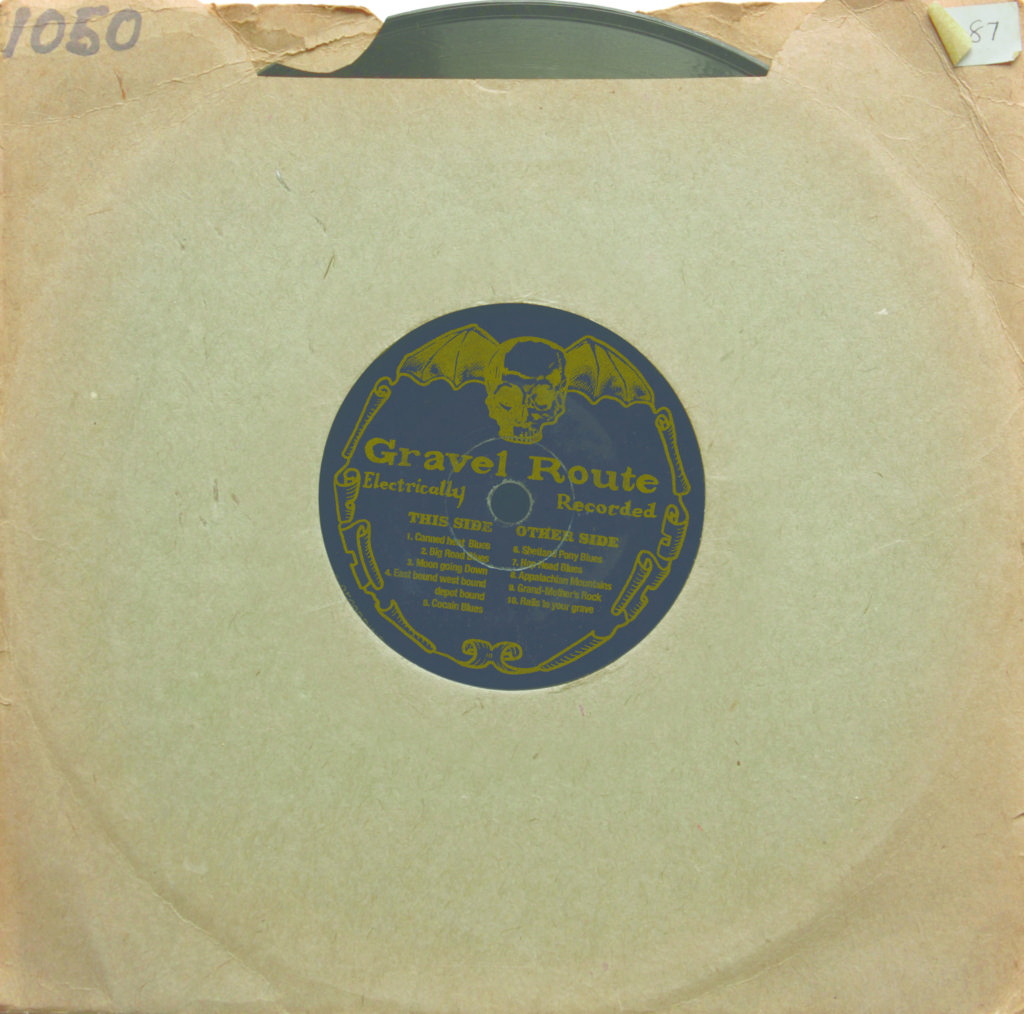 1050
87
Gravel Route
Electrically
Recorded
THIS SIDE
1. Canned heat Blues
2. Big Road Blues
3. Moon going Down
4. East bound west bound
depot bound
5. Cocain Blues
OTHER SIDE
6. Shetland Pony Blues
7. Hop Head Blues
8. Appalachian Mountains
9. Grand-Mother's Rock
10. Rails to your grave